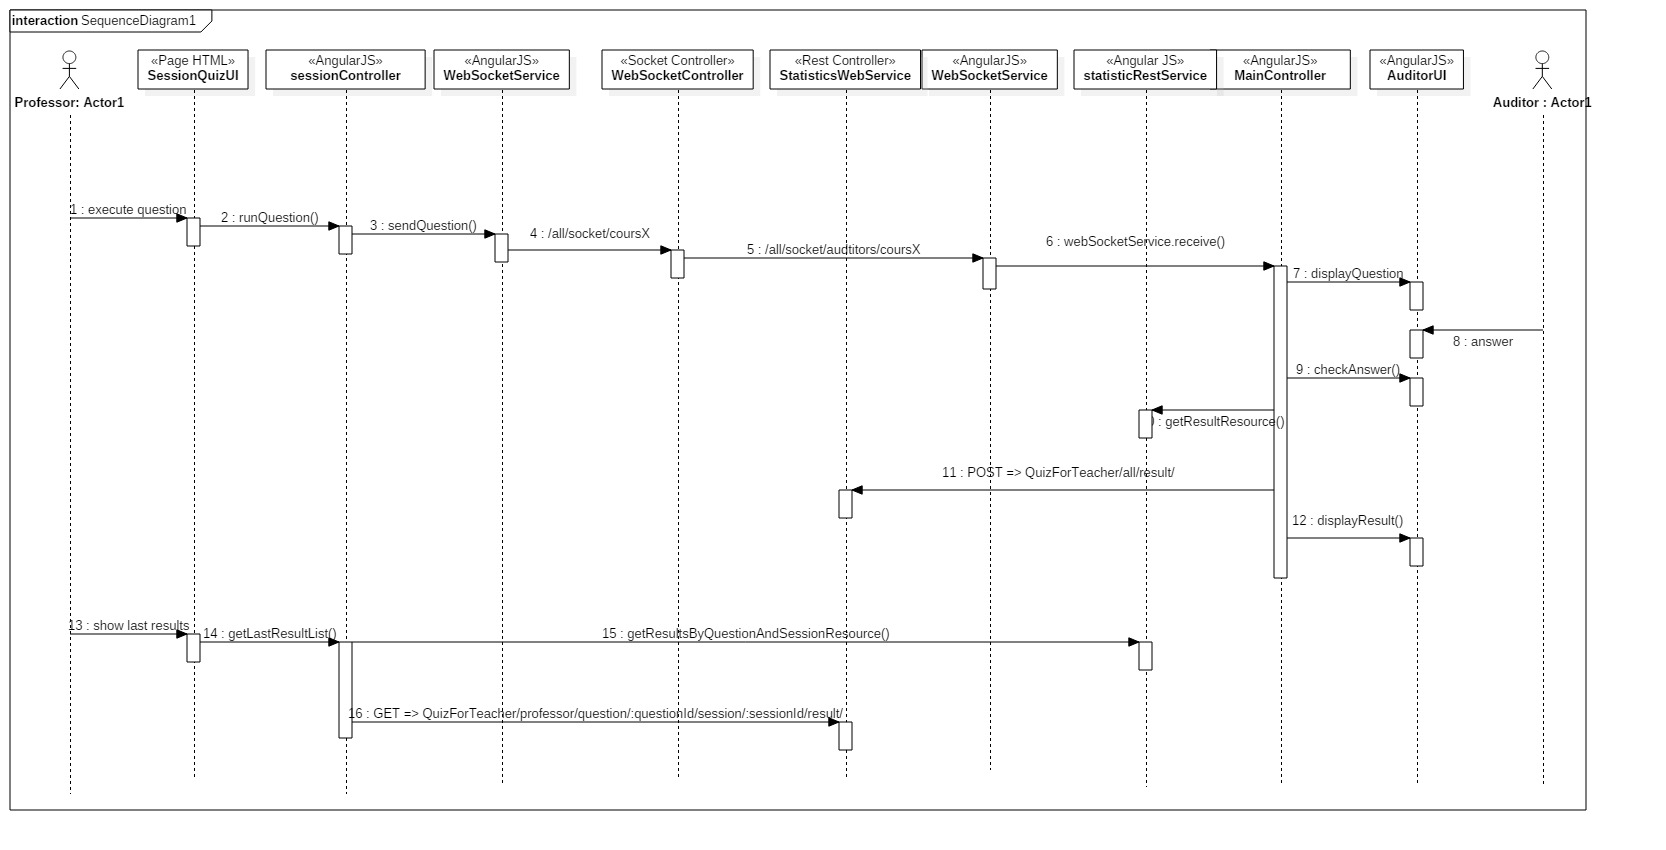 interaction SequenceDiagram1
«Page HTML»
SessionQuizUI
«AngularJS»
sessionController
«AngularJS»
WebSocketService
«Socket Controller»
WebSocketController
«Rest Controller»
StatisticsWebService
«AngularJS»
WebSocketService
«Angular JS»
statisticRestService
«AngularJS»
MainController
«AngularJS»
AuditorUI
Professor: Actor1
Auditor : Actor1
1 : execute question
2 : runQuestion()
3 : sendQuestion()
4 : /all/socket/coursX
5 : /all/socket/auditors/coursX
6 : webSocketService.receive()
7 : displayQuestion
8 : answer
9 : checkAnswer()
: getResultResource()
11 : POST => QuizForTeacher/all/result/
12 : displayResult()
13 : show last results
14 : getLastResultList()
15 : getResultsByQuestionAndSessionResource()
16 : GET => QuizForTeacher/professor/question/:questionId/session/:sessionId/result/